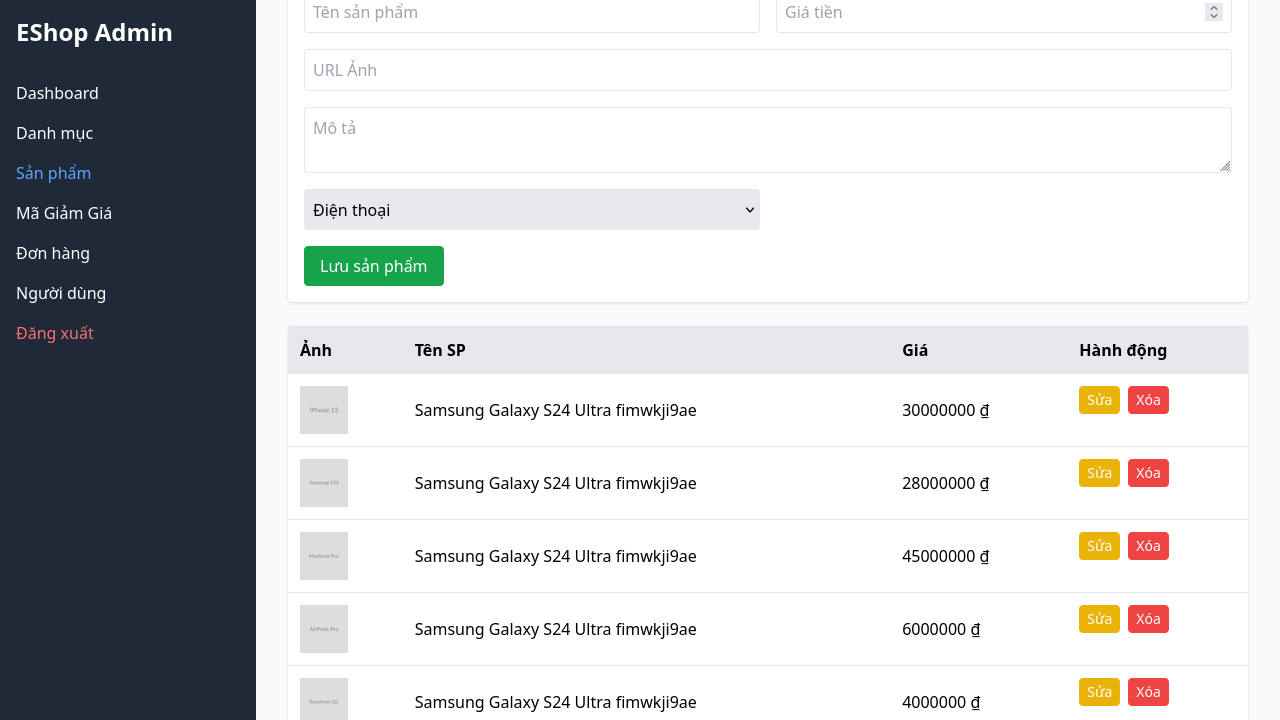 EShop Admin
Dashboard
Danh mục
Sản phẩm
Mã Giảm Giá
Đơn hàng
Người dùng
Đăng xuất
Tên sản phẩm
Giá tiền
URL Ảnh
Mô tả
Điện thoại
Lưu sản phẩm
Ảnh Tên SP Giá Hành động
iPhone 15 Samsung Galaxy S24 Ultra fimwkji9ae 30000000 ₫ Sửa Xóa
Samsung S24 Samsung Galaxy S24 Ultra fimwkji9ae 28000000 ₫ Sửa Xóa
Macbook Pro Samsung Galaxy S24 Ultra fimwkji9ae 45000000 ₫ Sửa Xóa
AirPods Pro Samsung Galaxy S24 Ultra fimwkji9ae 6000000 ₫ Sửa Xóa
Keychron Q1 Samsung Galaxy S24 Ultra fimwkji9ae 4000000 ₫ Sửa Xóa